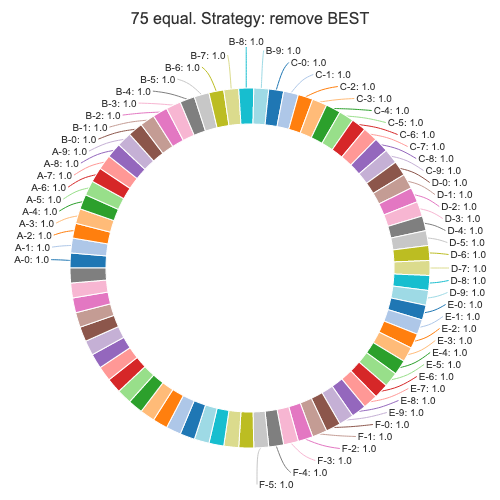 75 equal. Strategy: remove BEST
B-8: 1.0
B-9: 1.0
B-7: 1.0
C-0: 1.0
B-6: 1.0
C-1: 1.0
B-5: 1.0
C-2: 1.0
B-4: 1.0
C-3: 1.0
B-3: 1.0
C-4: 1.0
B-2: 1.0
C-5: 1.0
B-1: 1.0
C-6: 1.0
B-0: 1.0
C-7: 1.0
A-9: 1.0
C-8: 1.0
A-8: 1.0
C-9: 1.0
A-7: 1.0
D-0: 1.0
A-6: 1.0
D-1: 1.0
A-5: 1.0
D-2: 1.0
A-4: 1.0
D-3: 1.0
A-3: 1.0
D-4: 1.0
A-2: 1.0
D-5: 1.0
A-1: 1.0
D-6: 1.0
A-0: 1.0
D-7: 1.0
D-8: 1.0
D-9: 1.0
E-0: 1.0
E-1: 1.0
E-2: 1.0
E-3: 1.0
E-4: 1.0
E-5: 1.0
E-6: 1.0
E-7: 1.0
E-8: 1.0
E-9: 1.0
F-0: 1.0
F-1: 1.0
F-2: 1.0
F-3: 1.0
F-4: 1.0
F-5: 1.0